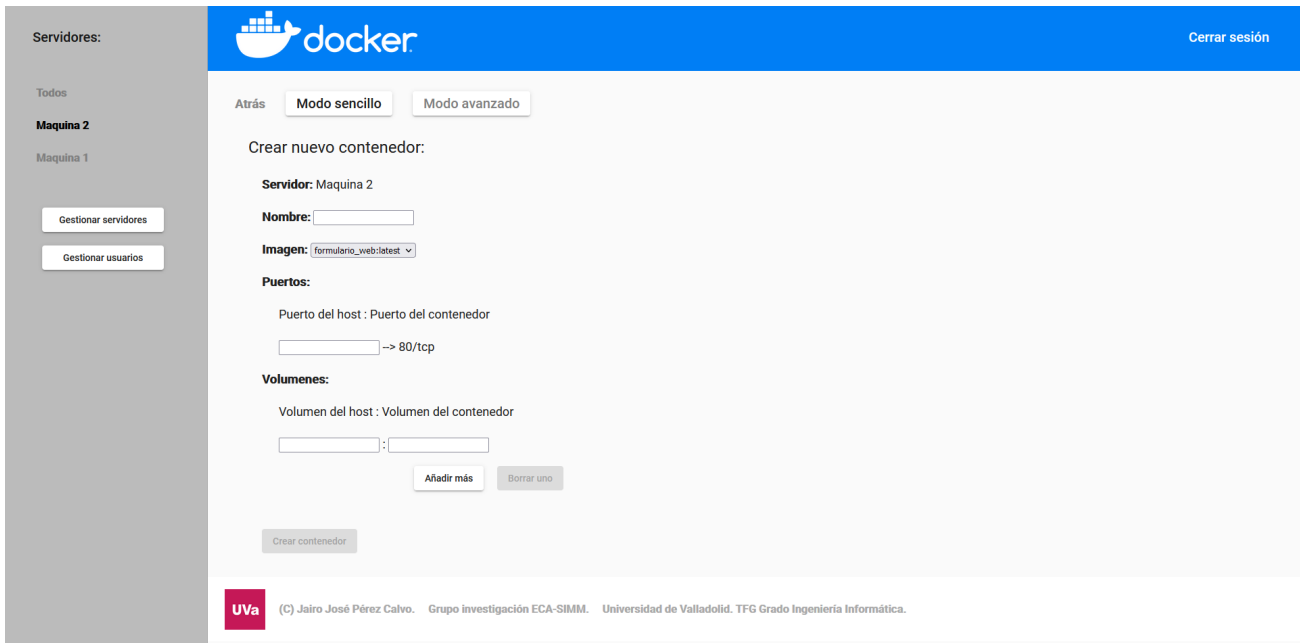 Servidores:
Todos
Maquina 2
Maquina 1
Gestionar servidores
Gestionar usuarios
docker
Cerrar sesión
Atrás Modo sencillo Modo avanzado
Crear nuevo contenedor:
Servidor: Maquina 2
Nombre:
Imagen: formulario_web:latest
Puertos:
Puerto del host : Puerto del contenedor
--> 80/tcp
Volumenes:
Volumen del host : Volumen del contenedor
:
Añadir más Borrar uno
Crear contenedor
UVa (C) Jairo José Pérez Calvo. Grupo investigación ECA-SIMM. Universidad de Valladolid. TFG Grado Ingeniería Informática.